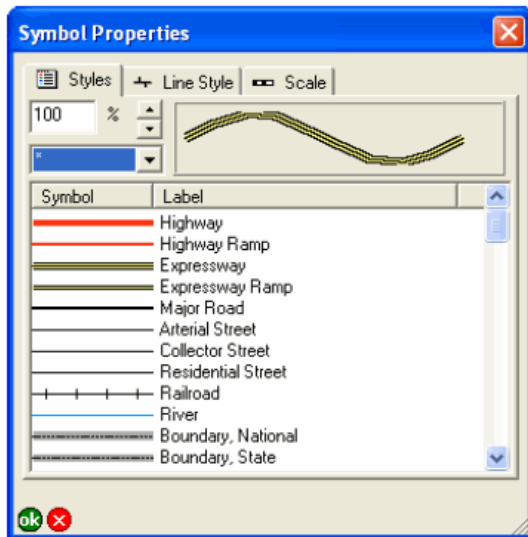 Symbol Properties
Styles Line Style Scale
100 %
*
Symbol Label
Highway
Highway Ramp
Expressway
Expressway Ramp
Major Road
Arterial Street
Collector Street
Residential Street
Railroad
River
Boundary, National
Boundary, State
ok